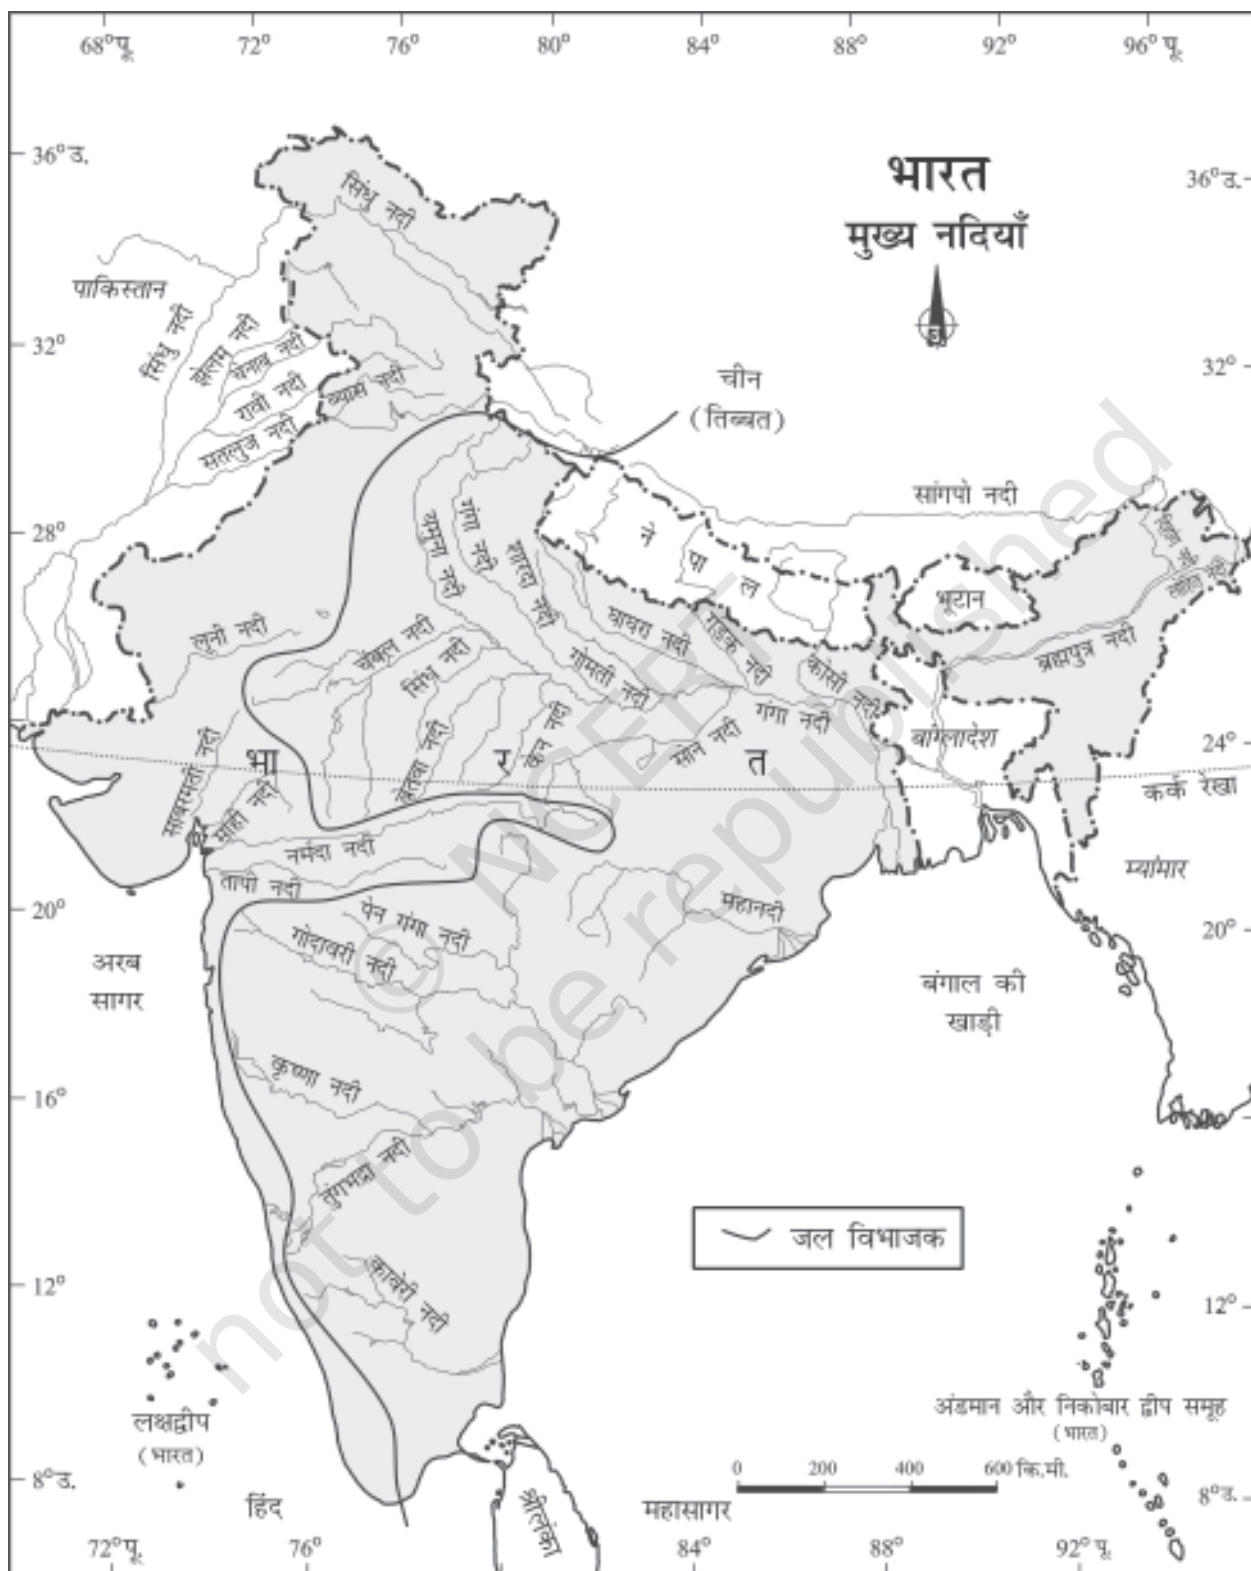 68° पू.
72°
76°
80°
84°
88°
92°
96° पू.
36° उ.
भारत
मुख्य नदियाँ
36° उ.
सिंधु नदी
पाकिस्तान
सिंधु नदी
झेलम नदी
चेनाब नदी
रावी नदी
ब्यास नदी
सतलुज नदी
32°
32°
चीन
(तिब्बत)
सांगपो नदी
28°
28°
यमुना नदी
गंगा नदी
शारदा नदी
नेपाल
भूटान
लोहित नदी
ब्रह्मपुत्र नदी
लूनी नदी
चंबल नदी
सिंध नदी
घाघरा नदी
गंडक नदी
कोसी नदी
गोमती नदी
गंगा नदी
बेतवा नदी
केन नदी
सोन नदी
बांग्लादेश
24°
साबरमती नदी
भारत
कर्क रेखा
माही नदी
नर्मदा नदी
तापी नदी
म्यांमार
20°
20°
पेन गंगा नदी
गोदावरी नदी
महानदी
अरब
सागर
बंगाल की
खाड़ी
16°
कृष्णा नदी
तुंगभद्रा नदी
जल विभाजक
12°
12°
कावेरी नदी
लक्षद्वीप
(भारत)
अंडमान और निकोबार द्वीप समूह
(भारत)
8° उ.
8° उ.
0 200 400 600 कि.मी.
हिंद
महासागर
श्रीलंका
72° पू.
76°
84°
88°
92° पू.
© NCERT
not to be republished